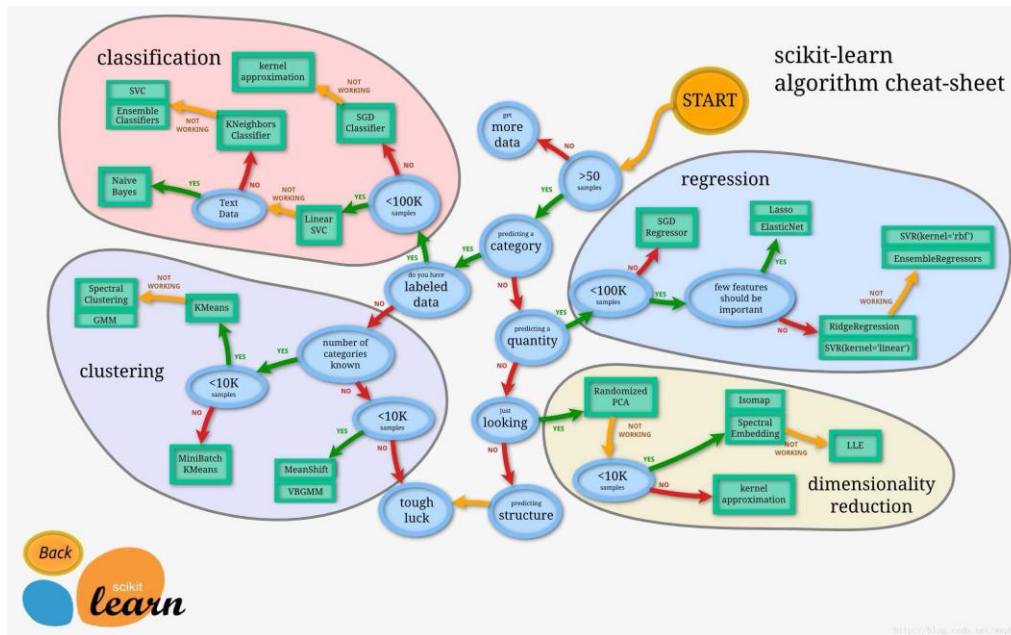 scikit-learn
algorithm cheat-sheet
START
classification
kernel
approximation
NOT
WORKING
SVC
Ensemble
Classifiers
NOT
WORKING
KNeighbors
Classifier
SGD
Classifier
NO
Naive
Bayes
YES
Text
Data
NO
NOT
WORKING
Linear
SVC
YES
<100K
samples
YES
get
more
data
NO
>50
samples
YES
predicting a
category
YES
do you have
labeled
data
NO
NO
predicting a
quantity
YES
NO
regression
SGD
Regressor
NO
<100K
samples
YES
few features
should be
important
YES
Lasso
ElasticNet
NO
RidgeRegression
SVR(kernel='linear')
NOT
WORKING
SVR(kernel='rbf')
EnsembleRegressors
clustering
Spectral
Clustering
GMM
NOT
WORKING
KMeans
YES
<10K
samples
NO
MiniBatch
KMeans
YES
number of
categories
known
NO
<10K
samples
YES
MeanShift
VBGMM
NO
tough
luck
just
looking
YES
NO
predicting
structure
Randomized
PCA
NOT
WORKING
<10K
samples
YES
Isomap
Spectral
Embedding
NOT
WORKING
LLE
NO
kernel
approximation
dimensionality
reduction
Back
scikit
learn